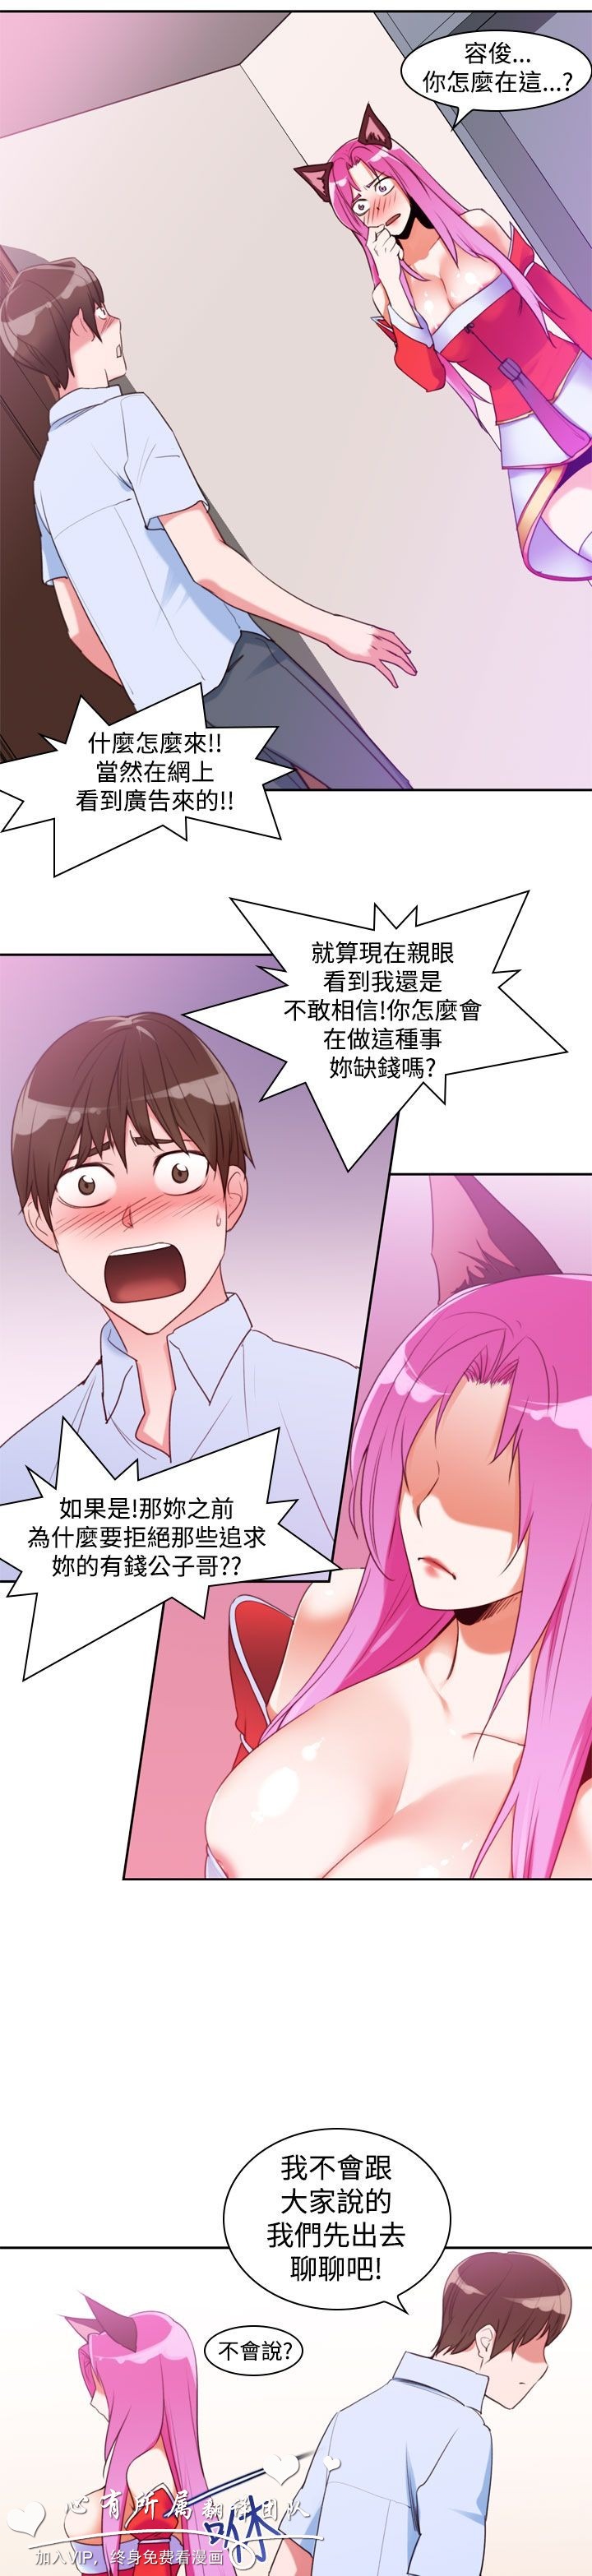 容俊...
你怎麼在這...?
什麼怎麼來!!
當然在網上
看到廣告來的!!
就算現在親眼
看到我還是
不敢相信!你怎麼會
在做這種事
妳缺錢嗎?
如果是!那妳之前
為什麼要拒絕那些追求
妳的有錢公子哥??
我不會跟
大家說的
我們先出去
聊聊吧!
不會說?
心有所属翻译团队
加入VIP，终身免费看漫画
咻